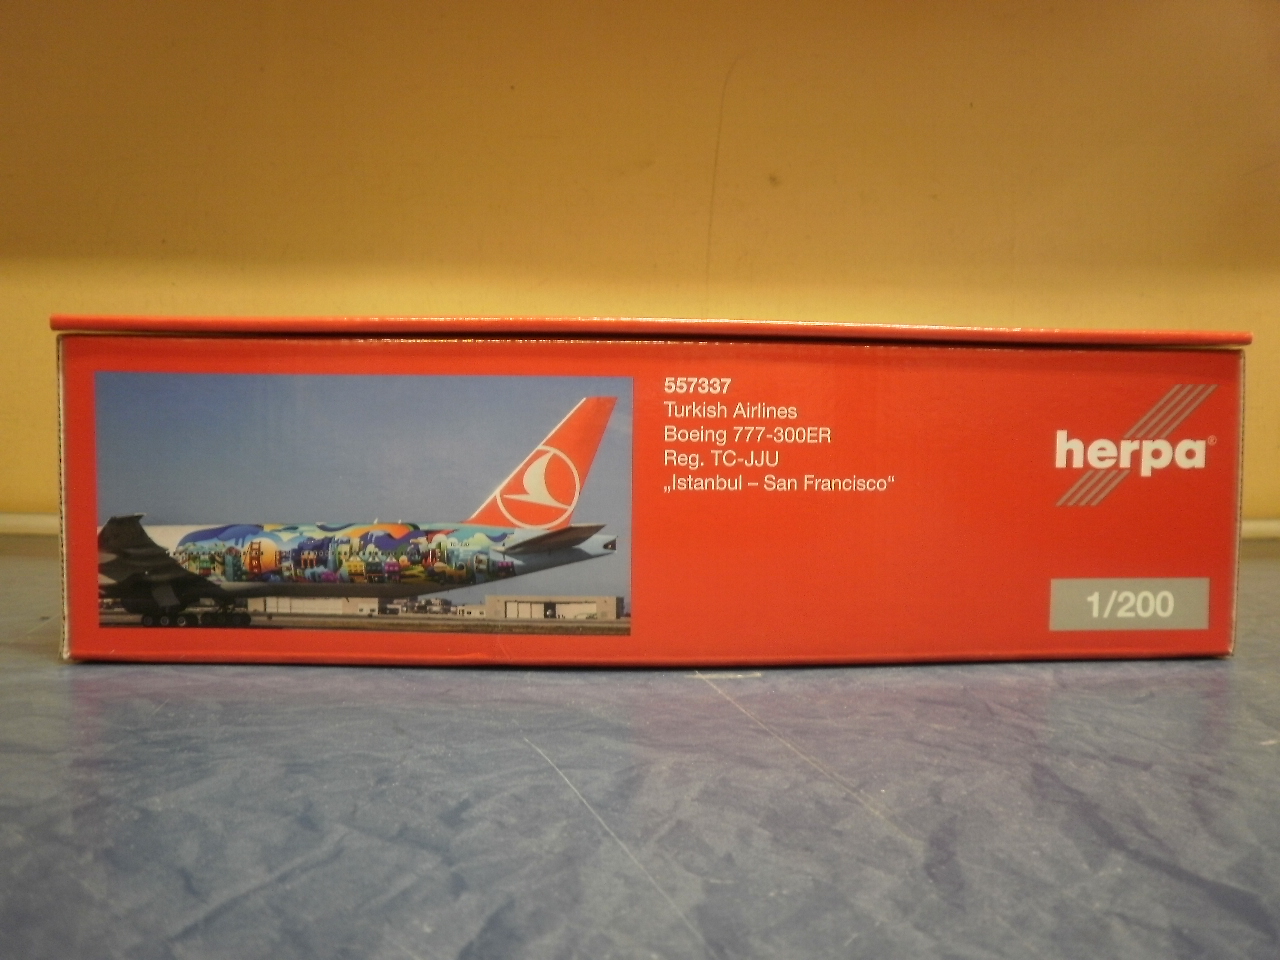 557337
Turkish Airlines
Boeing 777-300ER
Reg. TC-JJU
„Istanbul – San Francisco“
herpa®
1/200